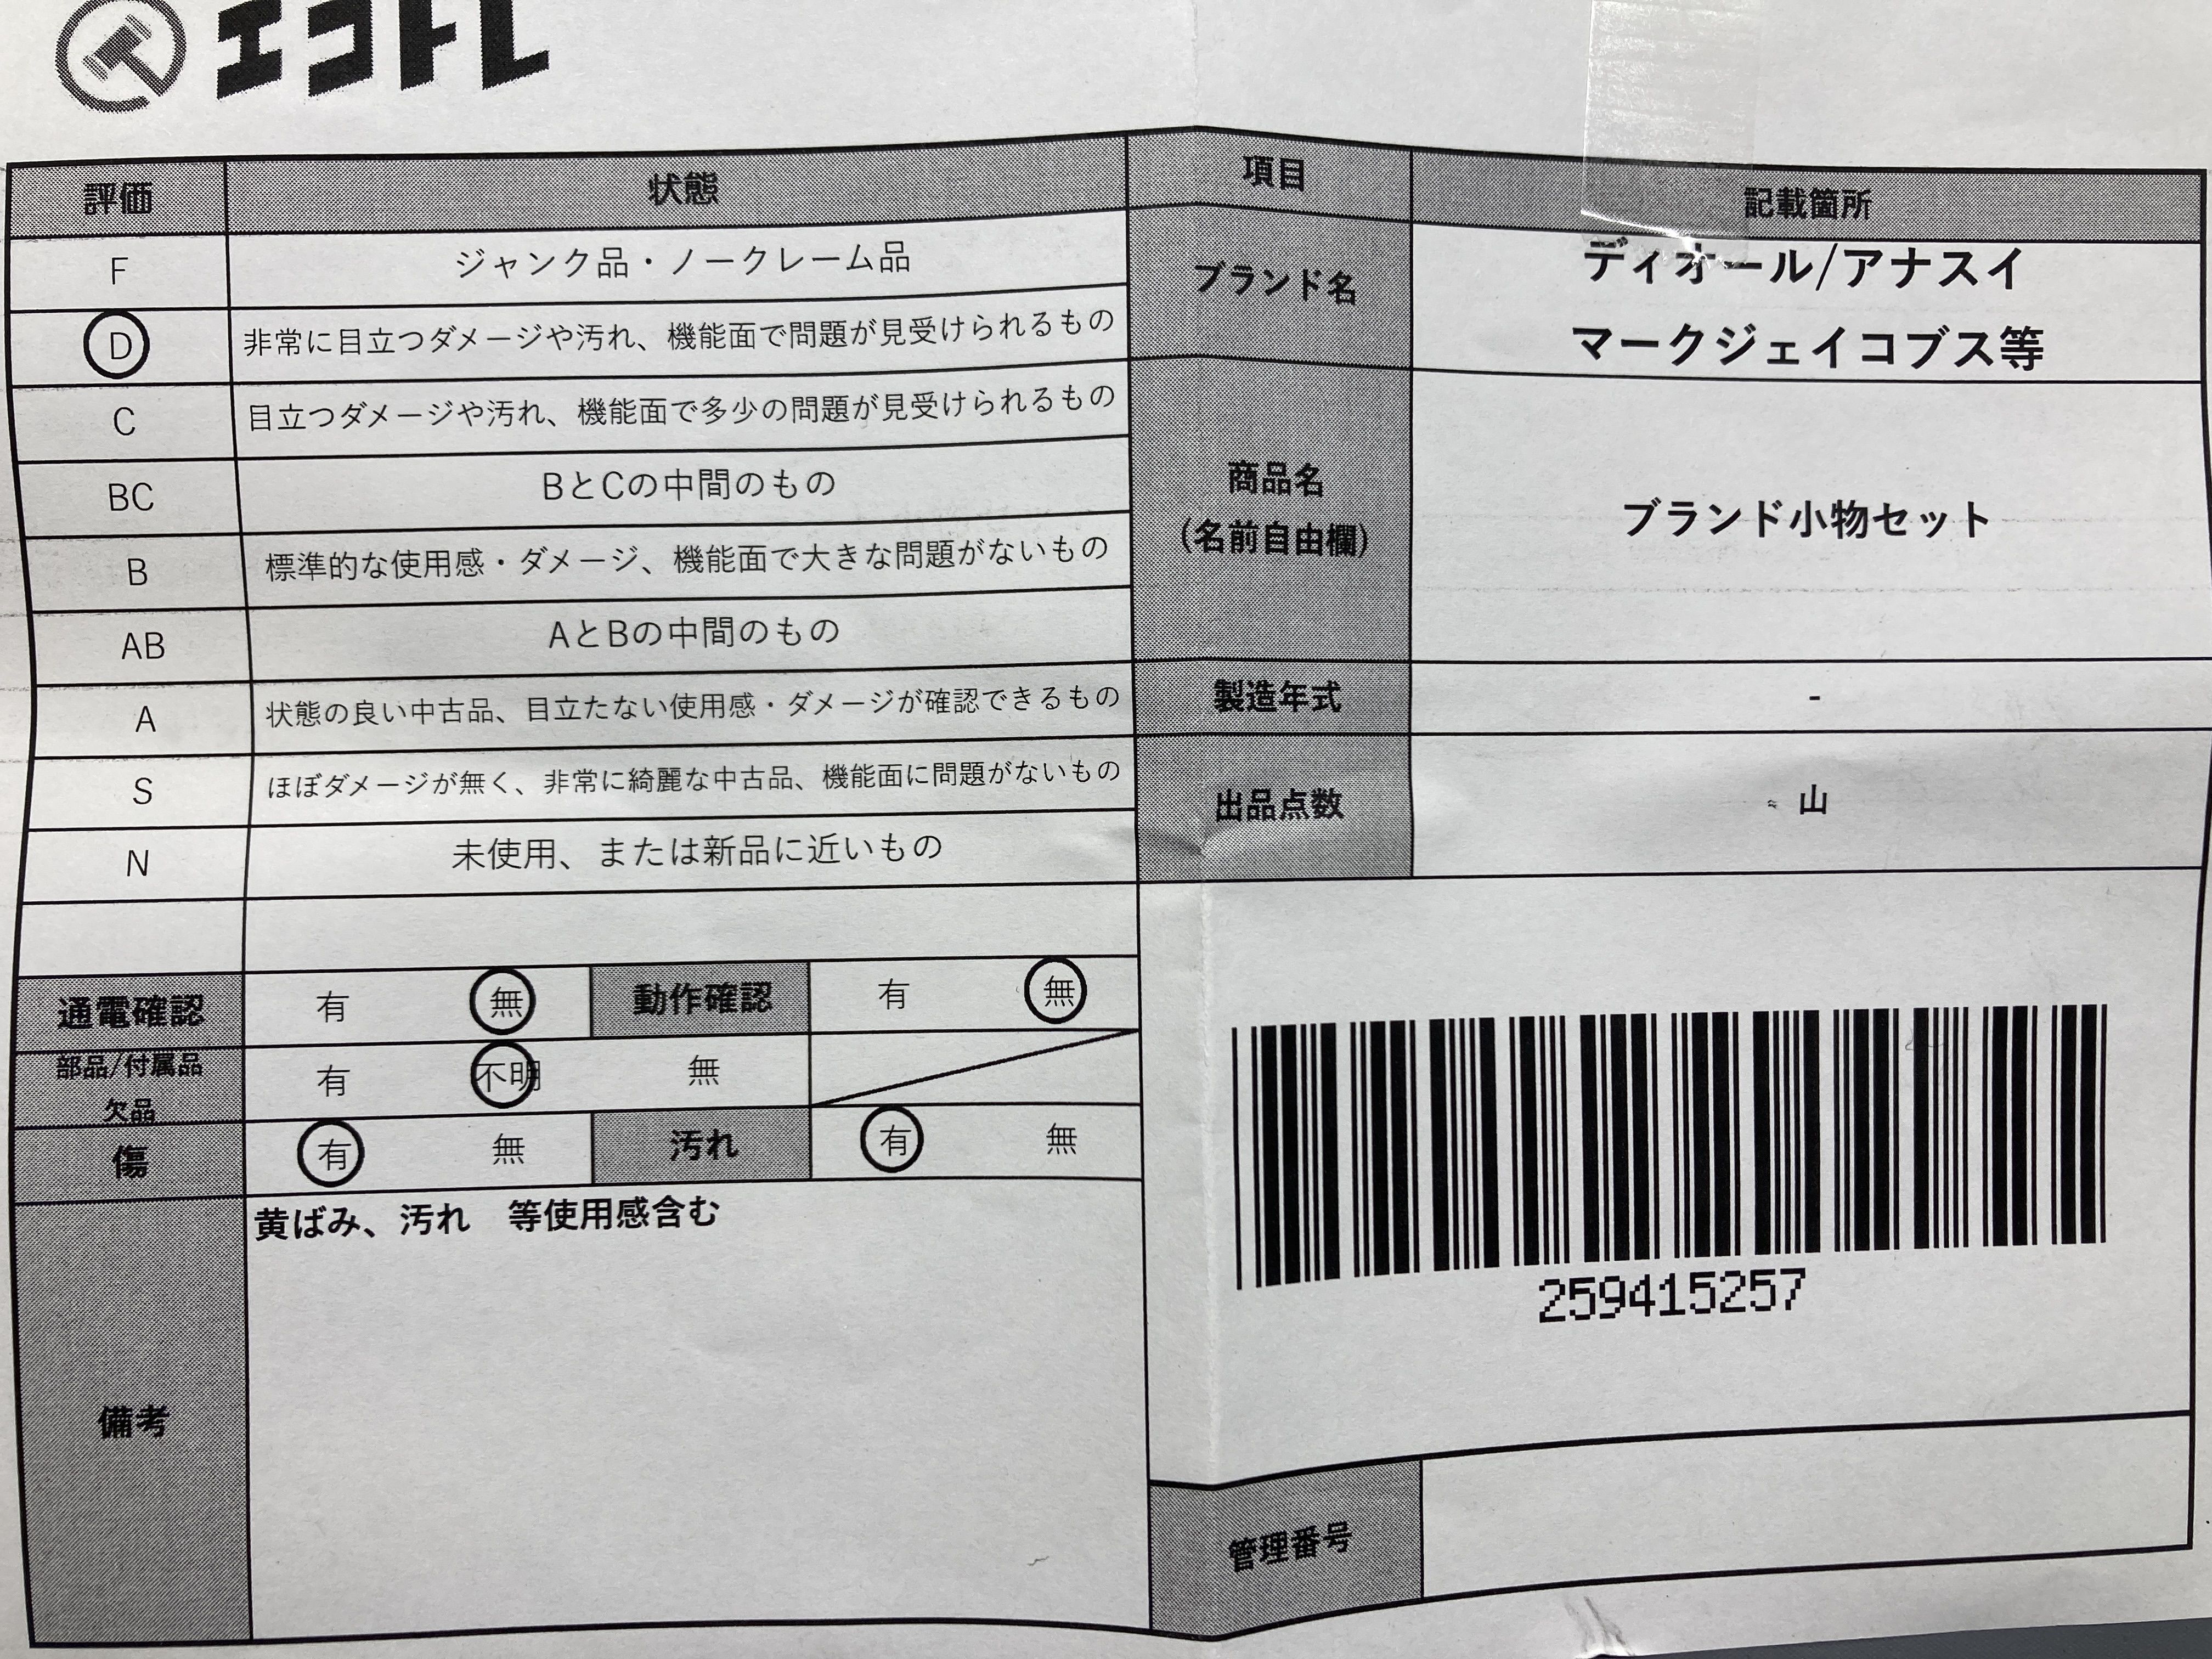 エコトレ
評価 状態 項目 記載箇所
F ジャンク品・ノークレーム品
D 非常に目立つダメージや汚れ、機能面で問題が見受けられるもの
C 目立つダメージや汚れ、機能面で多少の問題が見受けられるもの
BC BとCの中間のもの
B 標準的な使用感・ダメージ、機能面で大きな問題がないもの
AB AとBの中間のもの
A 状態の良い中古品、目立たない使用感・ダメージが確認できるもの
S ほぼダメージが無く、非常に綺麗な中古品、機能面に問題がないもの
N 未使用、または新品に近いもの
ブランド名 ディオール/アナスイ
マークジェイコブス等
商品名
(名前自由欄)
ブランド小物セット
製造年式 -
出品点数 山
通電確認 有 無 動作確認 有 無
部品/付属品
欠品
有 不明 無
傷 有 無 汚れ 有 無
備考
黄ばみ、汚れ 等使用感含む
259415257
管理番号